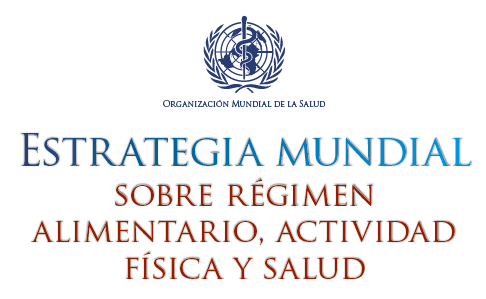 Organización Mundial de la Salud
Estrategia mundial
sobre régimen
alimentario, actividad
física y salud